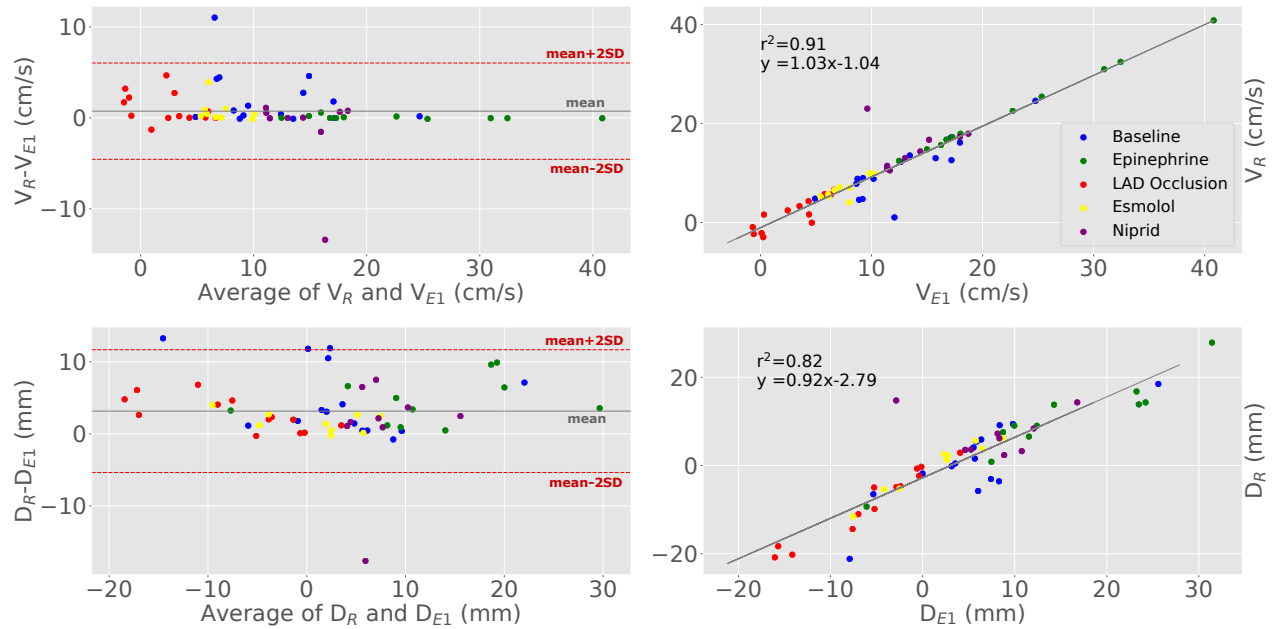 10
0
−10
V_R-V_E1 (cm/s)
mean+2SD
mean
mean-2SD
0 10 20 30 40
Average of V_R and V_E1 (cm/s)
r²=0.91
y =1.03x-1.04
40
20
0
V_R (cm/s)
Baseline
Epinephrine
LAD Occlusion
Esmolol
Niprid
0 10 20 30 40
V_E1 (cm/s)
10
0
−10
D_R-D_E1 (mm)
mean+2SD
mean
mean-2SD
−20 −10 0 10 20 30
Average of D_R and D_E1 (mm)
r²=0.82
y =0.92x-2.79
20
0
−20
D_R (mm)
−20 −10 0 10 20 30
D_E1 (mm)